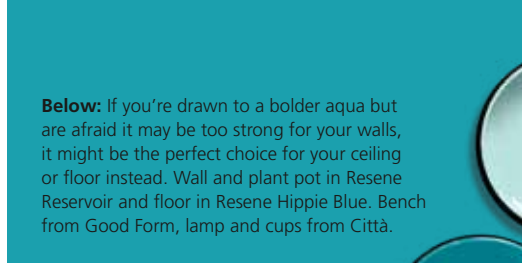 Below: If you're drawn to a bolder aqua but
are afraid it may be too strong for your walls,
it might be the perfect choice for your ceiling
or floor instead. Wall and plant pot in Resene
Reservoir and floor in Resene Hippie Blue. Bench
from Good Form, lamp and cups from Città.